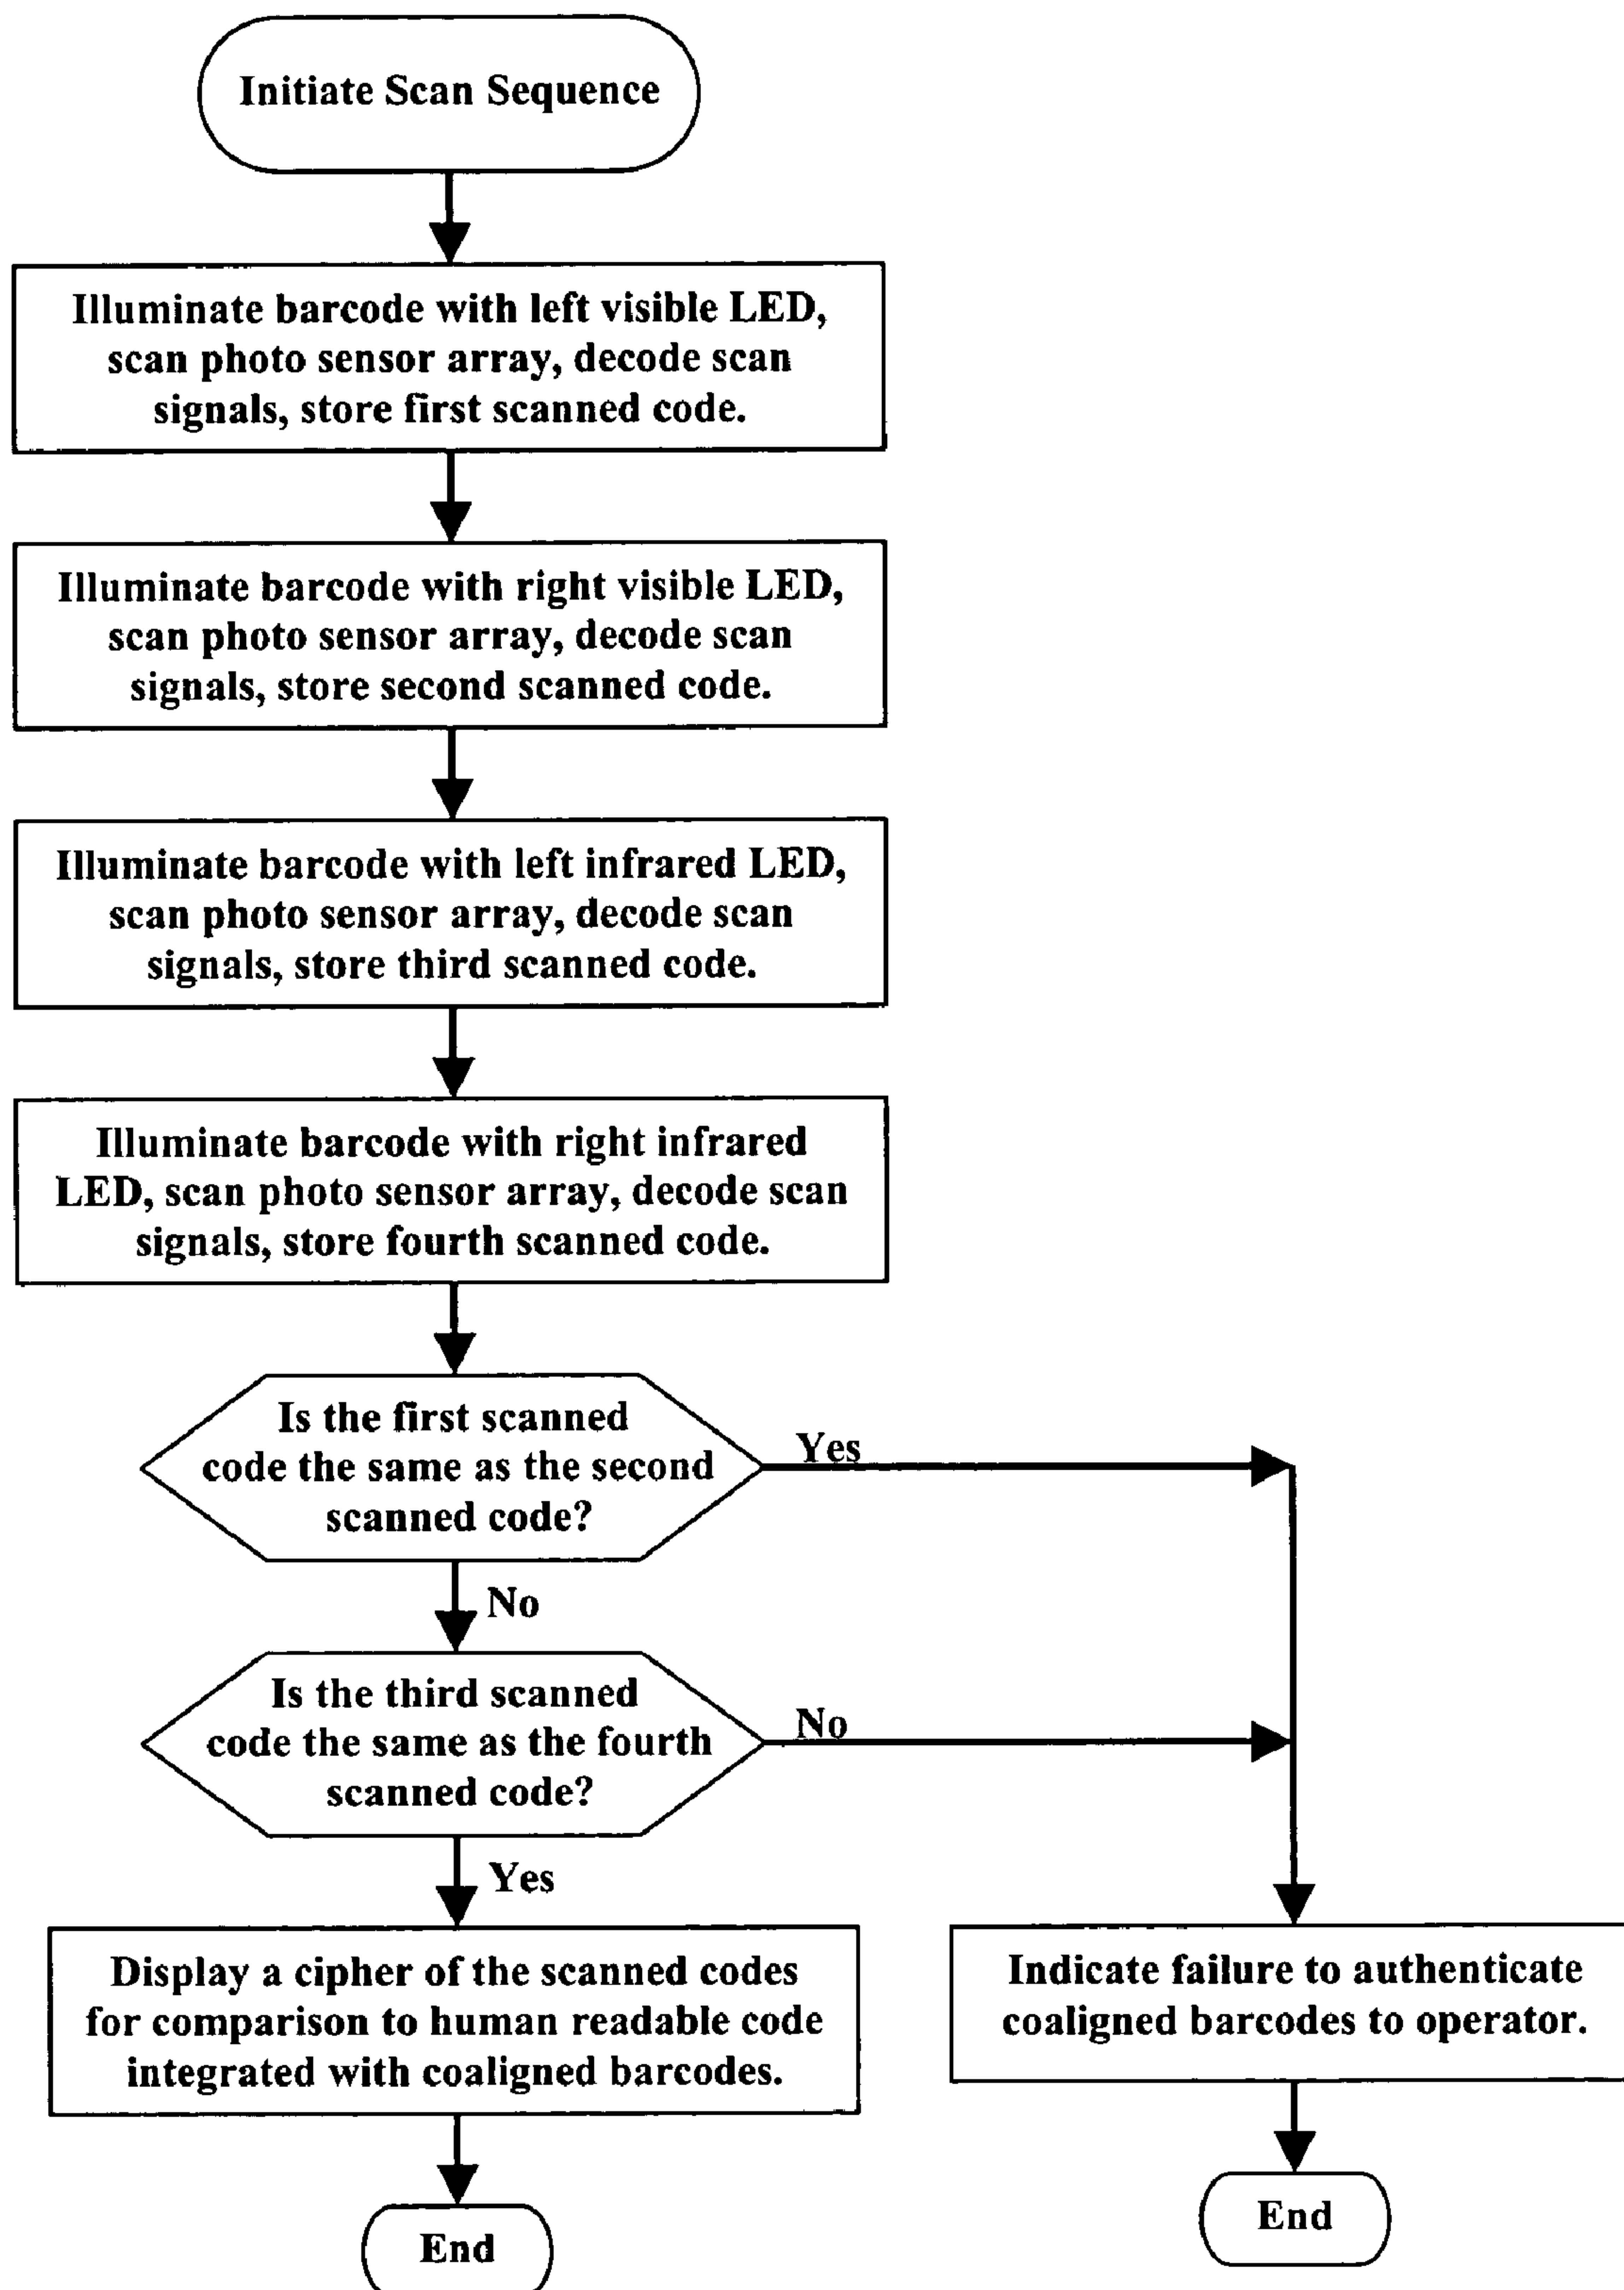 Initiate Scan Sequence
Illuminate barcode with left visible LED,
scan photo sensor array, decode scan
signals, store first scanned code.
Illuminate barcode with right visible LED,
scan photo sensor array, decode scan
signals, store second scanned code.
Illuminate barcode with left infrared LED,
scan photo sensor array, decode scan
signals, store third scanned code.
Illuminate barcode with right infrared
LED, scan photo sensor array, decode scan
signals, store fourth scanned code.
Is the first scanned
code the same as the second
scanned code?
Yes
No
Is the third scanned
code the same as the fourth
scanned code?
No
Yes
Display a cipher of the scanned codes
for comparison to human readable code
integrated with coaligned barcodes.
Indicate failure to authenticate
coaligned barcodes to operator.
End
End